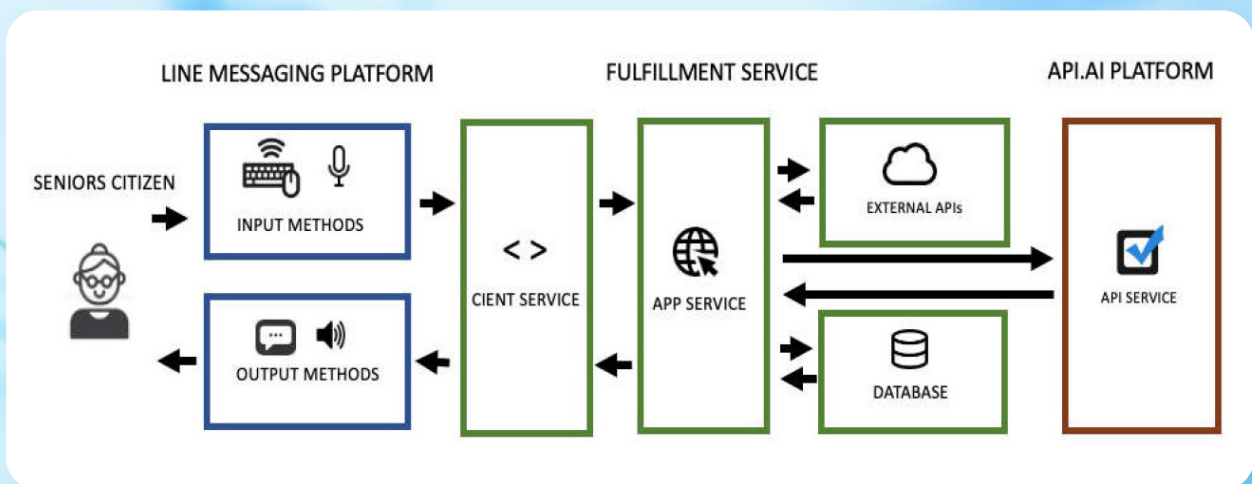 LINE MESSAGING PLATFORM
FULFILLMENT SERVICE
API.AI PLATFORM
SENIORS CITIZEN
INPUT METHODS
OUTPUT METHODS
< >
CIENT SERVICE
APP SERVICE
EXTERNAL APIs
DATABASE
API SERVICE